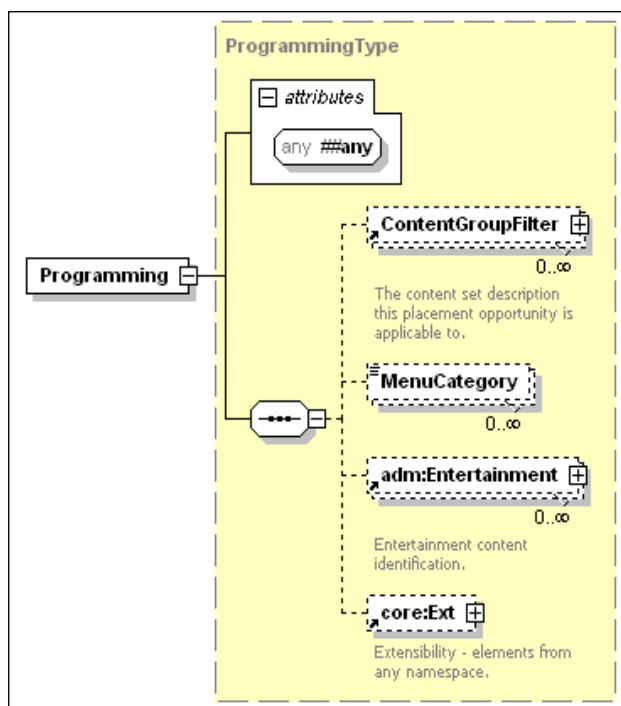 ProgrammingType
attributes
any ##any
ContentGroupFilter
0..∞
The content set description
this placement opportunity is
applicable to.
Programming
MenuCategory
0..∞
adm:Entertainment
0..∞
Entertainment content
identification.
core:Ext
Extensibility - elements from
any namespace.